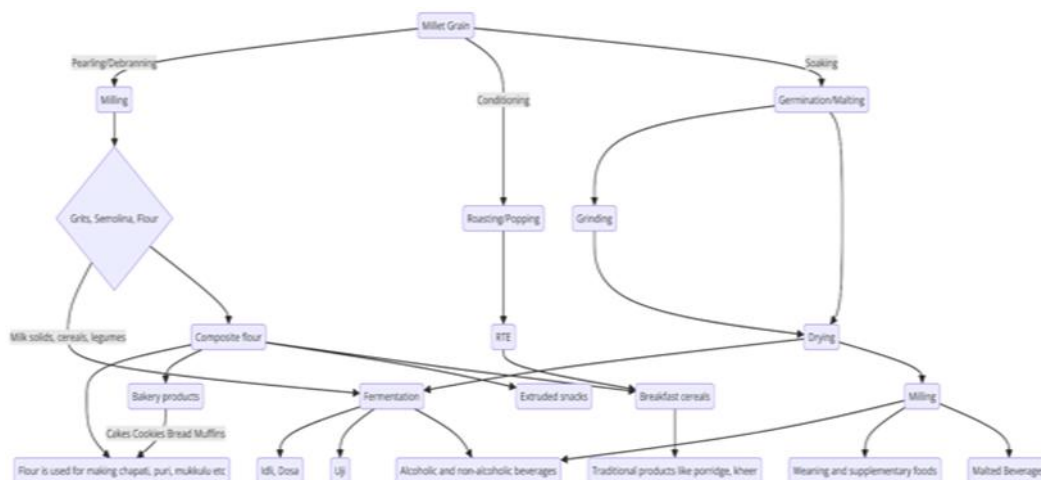 Millet Grain
Pearling/Debranning
Soaking
Milling
Conditioning
Germination/Malting
Grits, Semolina, Flour
Roasting/Popping
Grinding
Milk solids, cereals, legumes
Composite flour
RTE
Drying
Bakery products
Fermentation
Extruded snacks
Breakfast cereals
Milling
Cakes Cookies Bread Muffins
Flour is used for making chapati, puri, mukkulu etc
Idli, Dosa
Uji
Alcoholic and non-alcoholic beverages
Traditional products like porridge, kheer
Weaning and supplementary foods
Malted Beverage